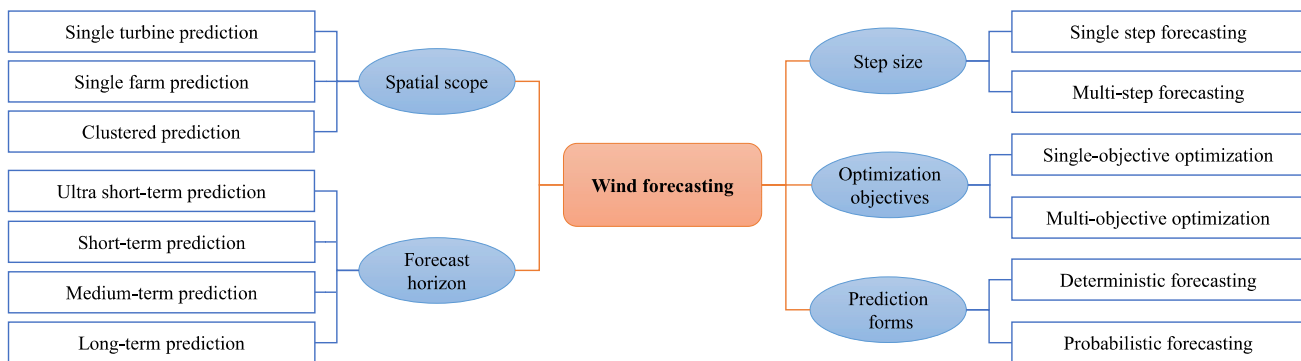 Single turbine prediction
Single farm prediction
Clustered prediction
Spatial scope
Ultra short-term prediction
Short-term prediction
Medium-term prediction
Long-term prediction
Forecast
horizon
Wind forecasting
Step size
Single step forecasting
Multi-step forecasting
Optimization
objectives
Single-objective optimization
Multi-objective optimization
Prediction
forms
Deterministic forecasting
Probabilistic forecasting